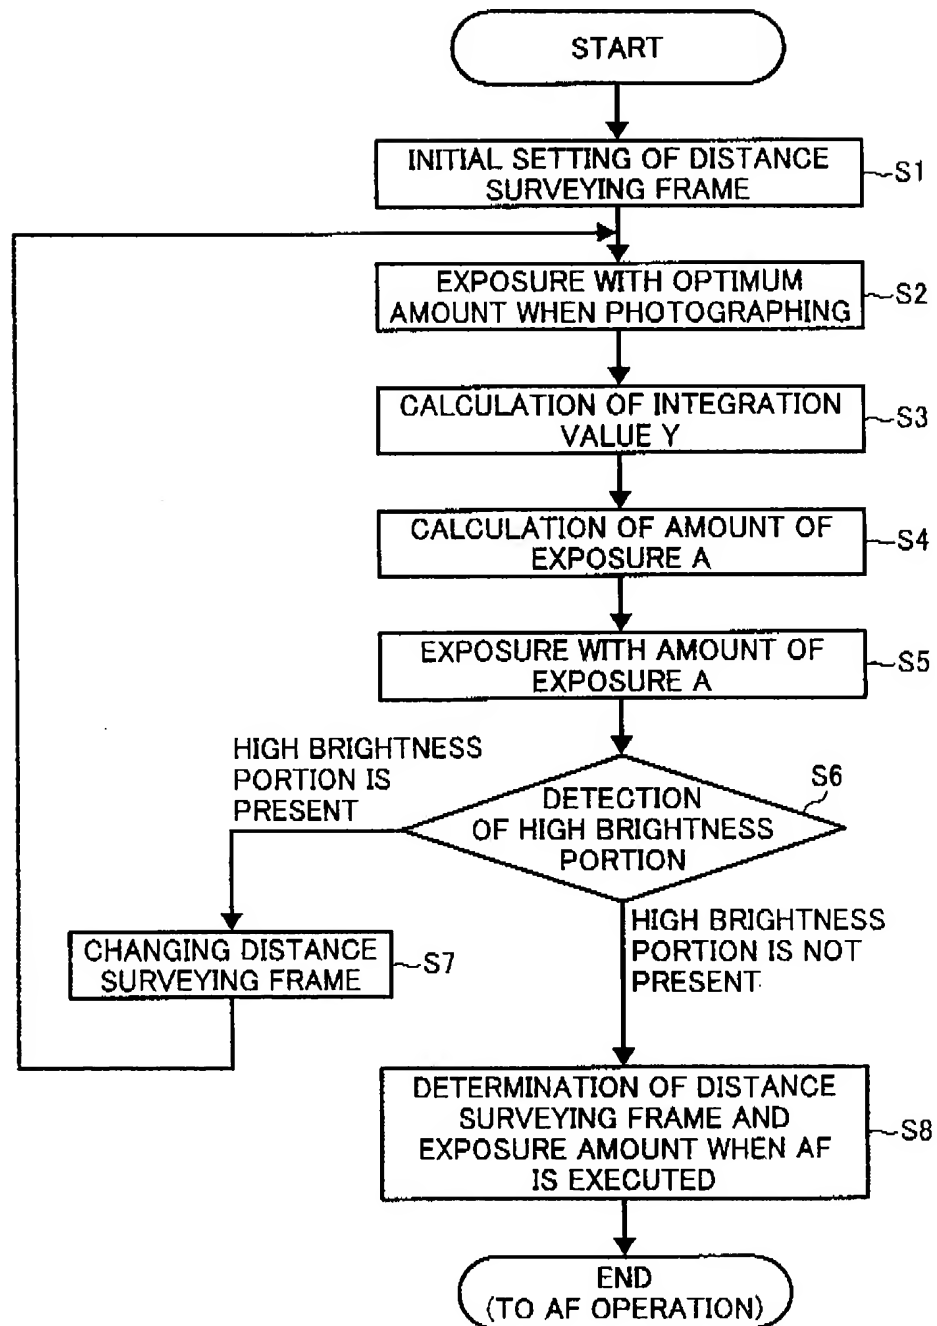 START
INITIAL SETTING OF DISTANCE
SURVEYING FRAME
S1
EXPOSURE WITH OPTIMUM
AMOUNT WHEN PHOTOGRAPHING
S2
CALCULATION OF INTEGRATION
VALUE Y
S3
CALCULATION OF AMOUNT OF
EXPOSURE A
S4
EXPOSURE WITH AMOUNT OF
EXPOSURE A
S5
HIGH BRIGHTNESS
PORTION IS
PRESENT
S6
DETECTION
OF HIGH BRIGHTNESS
PORTION
HIGH BRIGHTNESS
PORTION IS NOT
PRESENT
CHANGING DISTANCE
SURVEYING FRAME
S7
DETERMINATION OF DISTANCE
SURVEYING FRAME AND
EXPOSURE AMOUNT WHEN AF
IS EXECUTED
S8
END
(TO AF OPERATION)